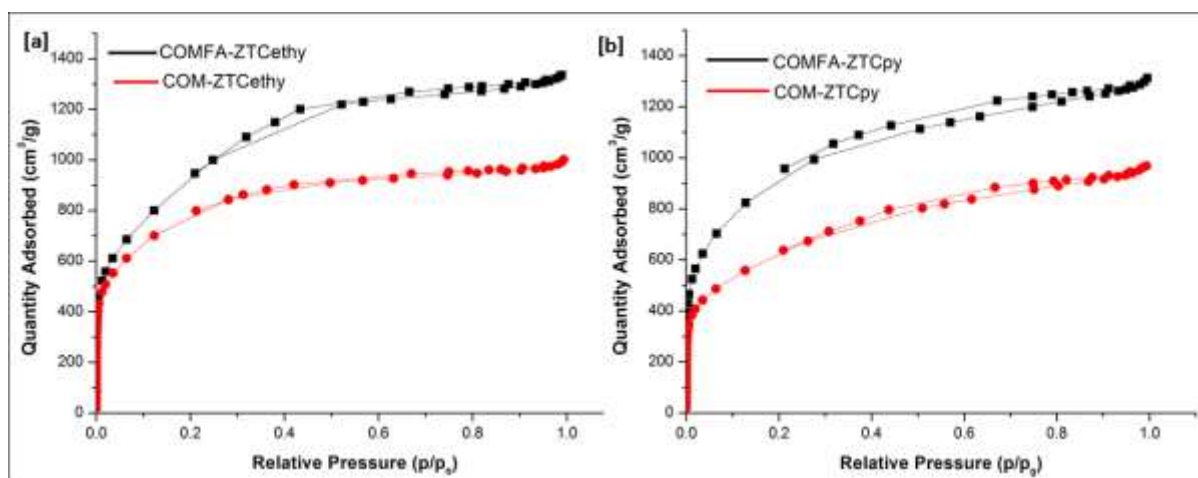 [a]
COMFA-ZTCethy
COM-ZTCethy
Quantity Adsorbed (cm³/g)
1400
1200
1000
800
600
400
200
0
0.0 0.2 0.4 0.6 0.8 1.0
Relative Pressure (p/p₀)
[b]
COMFA-ZTCpy
COM-ZTCpy
Quantity Adsorbed (cm³/g)
1400
1200
1000
800
600
400
200
0
0.0 0.2 0.4 0.6 0.8 1.0
Relative Pressure (p/p₀)